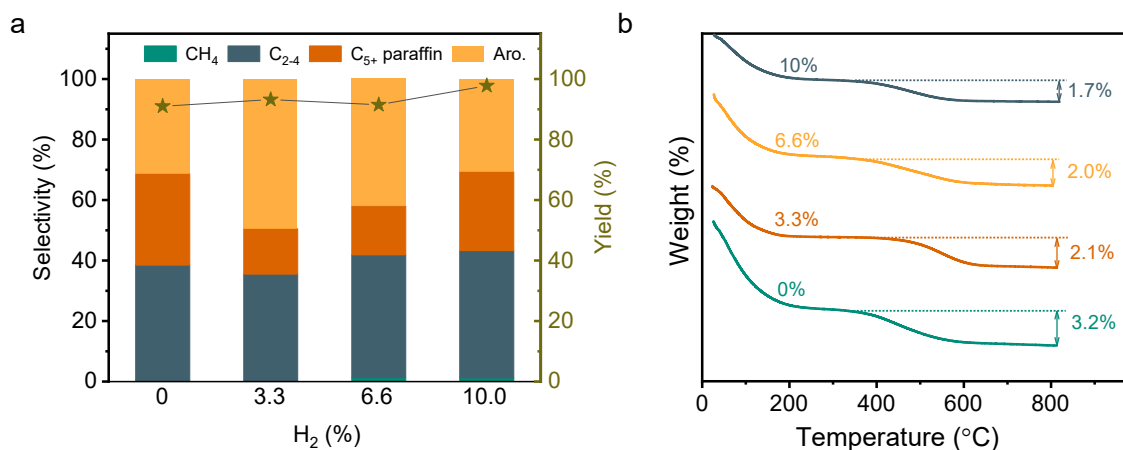 a
CH4 C2-4 C5+ paraffin Aro.
Selectivity (%)
100
80
60
40
20
0
100
80
60
40
20
0
Yield (%)
0 3.3 6.6 10.0
H2 (%)
b
Weight (%)
10%
1.7%
6.6%
2.0%
3.3%
2.1%
0%
3.2%
0 200 400 600 800
Temperature (°C)